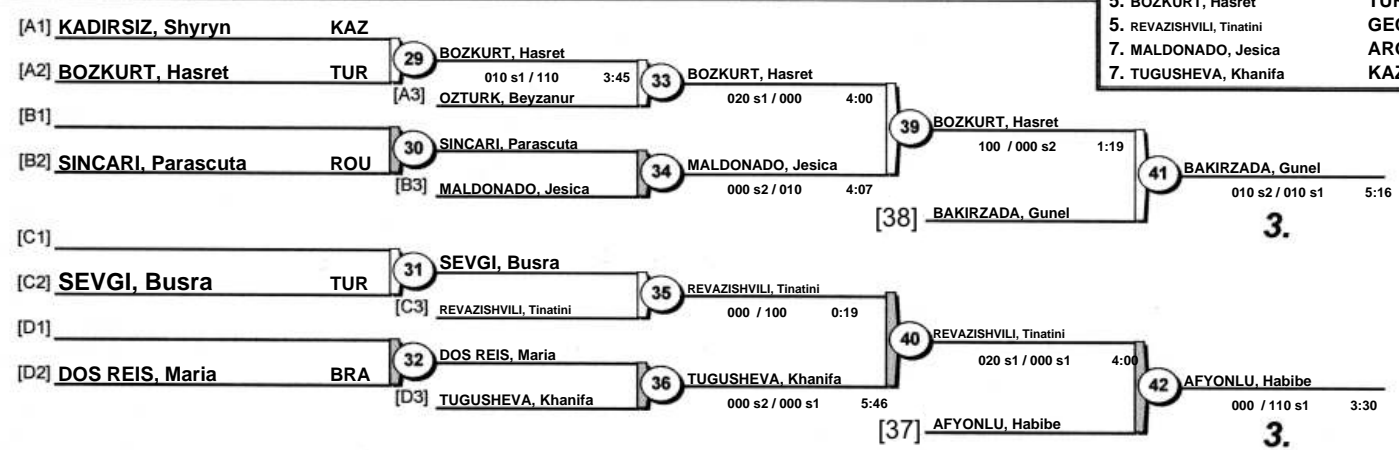 5. BOZKURT, Hasret
5. REVAZISHVILI, Tinatini
7. MALDONADO, Jesica
7. TUGUSHEVA, Khanifa
[A1] KADIRSIZ, Shyryn KAZ
[A2] BOZKURT, Hasret TUR
29 BOZKURT, Hasret
010 s1 / 110 3:45
[A3] OZTURK, Beyzanur
33 BOZKURT, Hasret
020 s1 / 000 4:00
[B1]
[B2] SINCARI, Parascuta ROU
30 SINCARI, Parascuta
[B3] MALDONADO, Jesica
34 MALDONADO, Jesica
000 s2 / 010 4:07
39 BOZKURT, Hasret
100 / 000 s2 1:19
[38] BAKIRZADA, Gunel
41 BAKIRZADA, Gunel
010 s2 / 010 s1 5:16
3.
[C1]
[C2] SEVGI, Busra TUR
31 SEVGI, Busra
[C3] REVAZISHVILI, Tinatini
35 REVAZISHVILI, Tinatini
000 / 100 0:19
[D1]
[D2] DOS REIS, Maria BRA
32 DOS REIS, Maria
[D3] TUGUSHEVA, Khanifa
36 TUGUSHEVA, Khanifa
000 s2 / 000 s1 5:46
40 REVAZISHVILI, Tinatini
020 s1 / 000 s1 4:00
[37] AFYONLU, Habibe
42 AFYONLU, Habibe
000 / 110 s1 3:30
3.